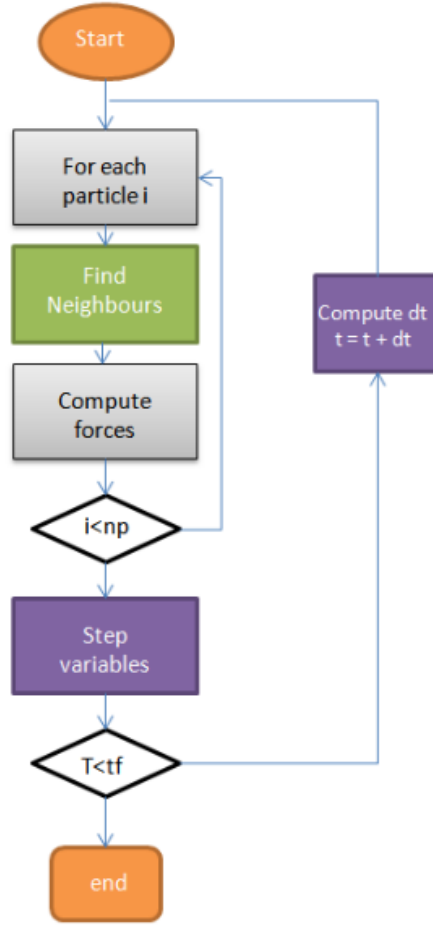 Start
For each
particle i
Find
Neighbours
Compute dt
t = t + dt
Compute
forces
i<np
Step
variables
T<tf
end